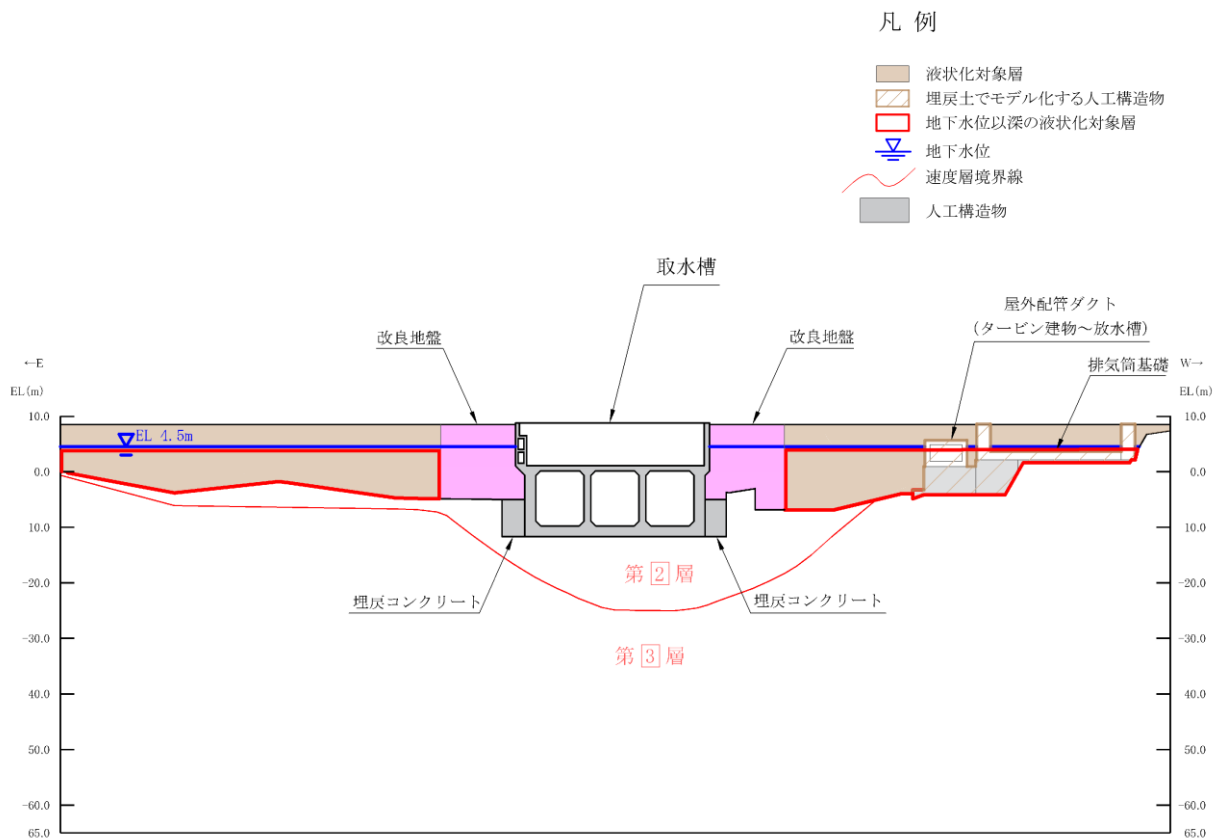 凡 例
液状化対象層
埋戻土でモデル化する人工構造物
地下水位以深の液状化対象層
地下水位
速度層境界線
人工構造物
取水槽
屋外配管ダクト
(タービン建物~放水槽)
改良地盤
改良地盤
排気筒基礎
←E
W→
EL(m)
EL(m)
10.0
10.0
EL 4.5m
0.0
0.0
-10.0
-10.0
第 2 層
-20.0
-20.0
埋戻コンクリート
埋戻コンクリート
-30.0
-30.0
第 3 層
-40.0
-40.0
-50.0
-50.0
-60.0
-60.0
65.0
65.0